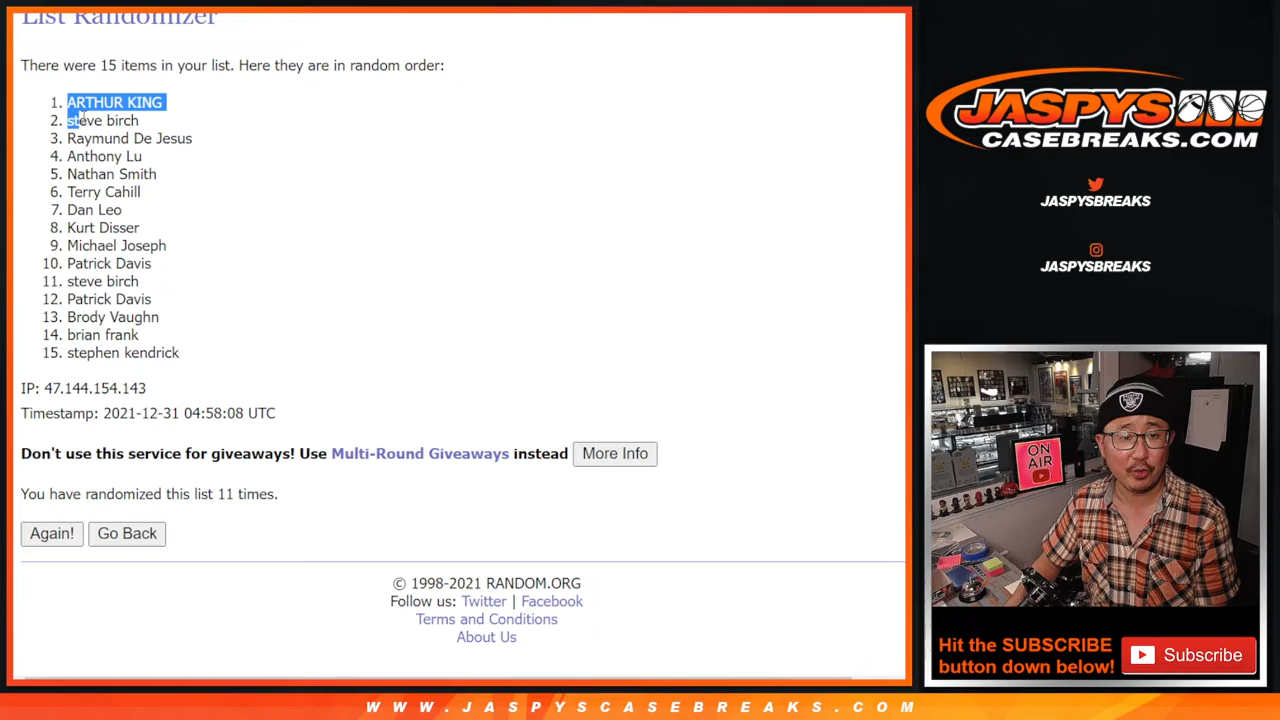 List Randomizer
There were 15 items in your list. Here they are in random order:
1. ARTHUR KING
2. steve birch
3. Raymund De Jesus
4. Anthony Lu
5. Nathan Smith
6. Terry Cahill
7. Dan Leo
8. Kurt Disser
9. Michael Joseph
10. Patrick Davis
11. steve birch
12. Patrick Davis
13. Brody Vaughn
14. brian frank
15. stephen kendrick
IP: 47.144.154.143
Timestamp: 2021-12-31 04:58:08 UTC
Don't use this service for giveaways! Use Multi-Round Giveaways instead More Info
You have randomized this list 11 times.
Again! Go Back
© 1998-2021 RANDOM.ORG
Follow us: Twitter | Facebook
Terms and Conditions
About Us
JASPYS
CASEBREAKS.COM
JASPYSBREAKS
JASPYSBREAKS
ON
AIR
Hit the SUBSCRIBE
button down below!
Subscribe
WWW.JASPYSCASEBREAKS.COM